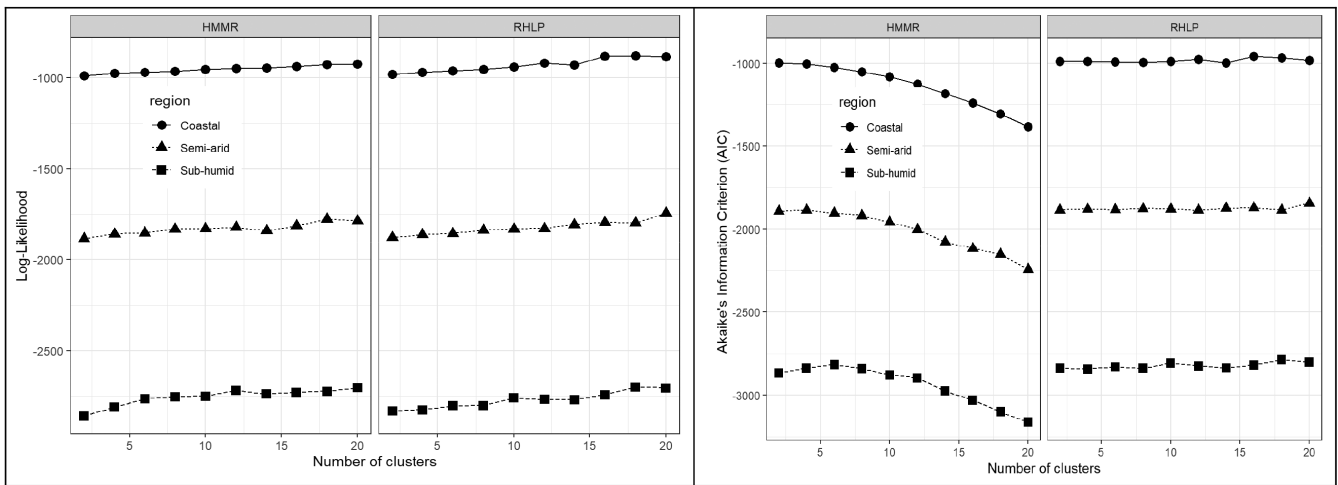 HMMR
RHLP
Log-Likelihood
-1000
-1500
-2000
-2500
region
Coastal
Semi-arid
Sub-humid
5
10
15
20
5
10
15
20
Number of clusters
HMMR
RHLP
Akaike's Information Criterion (AIC)
-1000
-1500
-2000
-2500
-3000
region
Coastal
Semi-arid
Sub-humid
5
10
15
20
5
10
15
20
Number of clusters